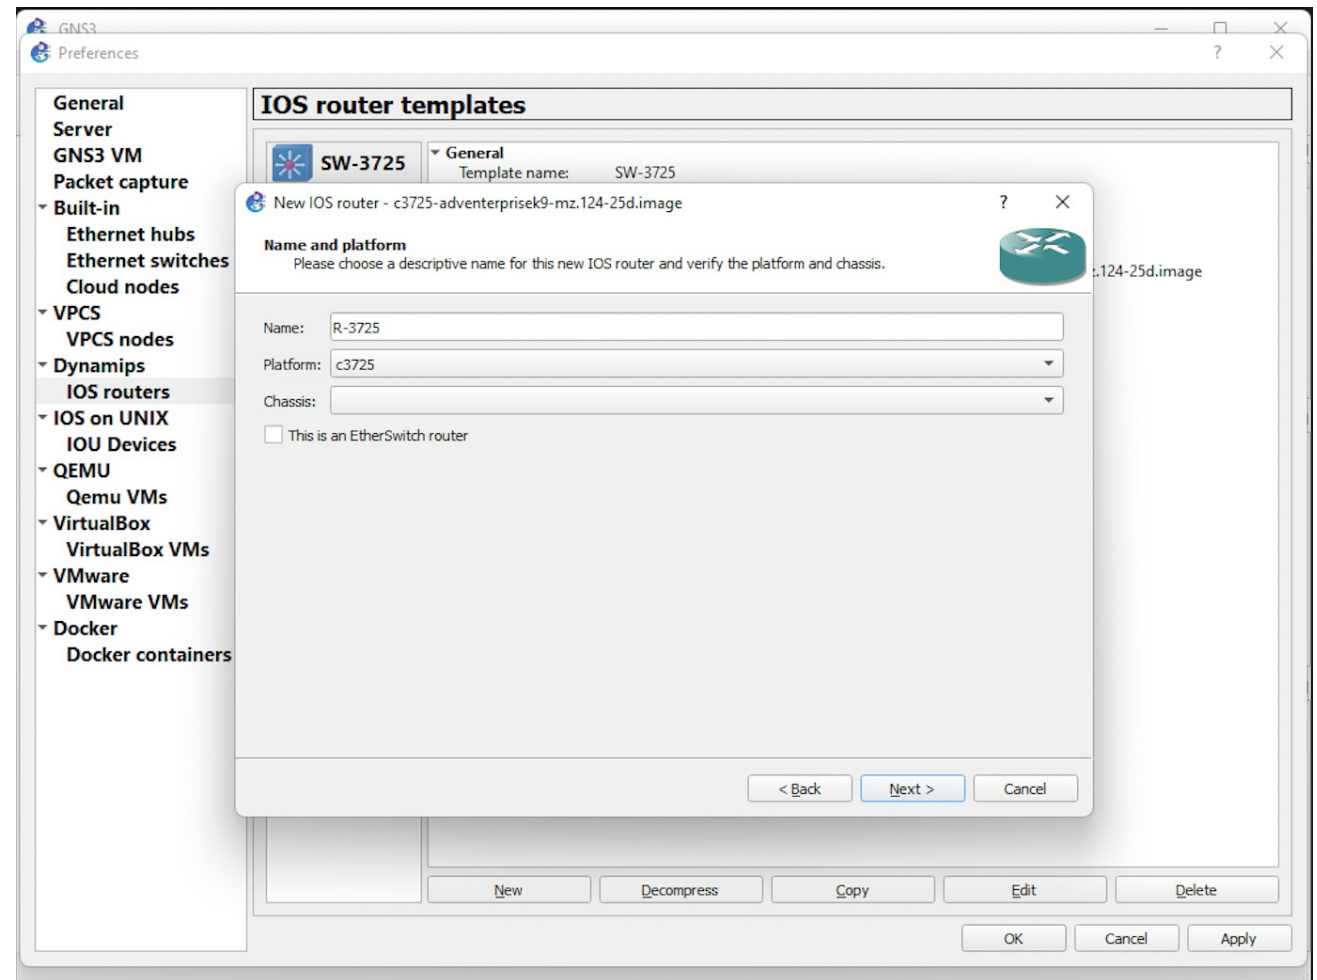 GNS3
Preferences
?
General
Server
GNS3 VM
Packet capture
Built-in
Ethernet hubs
Ethernet switches
Cloud nodes
VPCS
VPCS nodes
Dynamips
IOS routers
IOS on UNIX
IOU Devices
QEMU
Qemu VMs
VirtualBox
VirtualBox VMs
VMware
VMware VMs
Docker
Docker containers
IOS router templates
SW-3725
General
Template name: SW-3725
.124-25d.image
New IOS router - c3725-adventerprisek9-mz.124-25d.image
?
Name and platform
Please choose a descriptive name for this new IOS router and verify the platform and chassis.
Name: R-3725
Platform: c3725
Chassis:
This is an EtherSwitch router
< Back Next > Cancel
New Decompress Copy Edit Delete
OK Cancel Apply